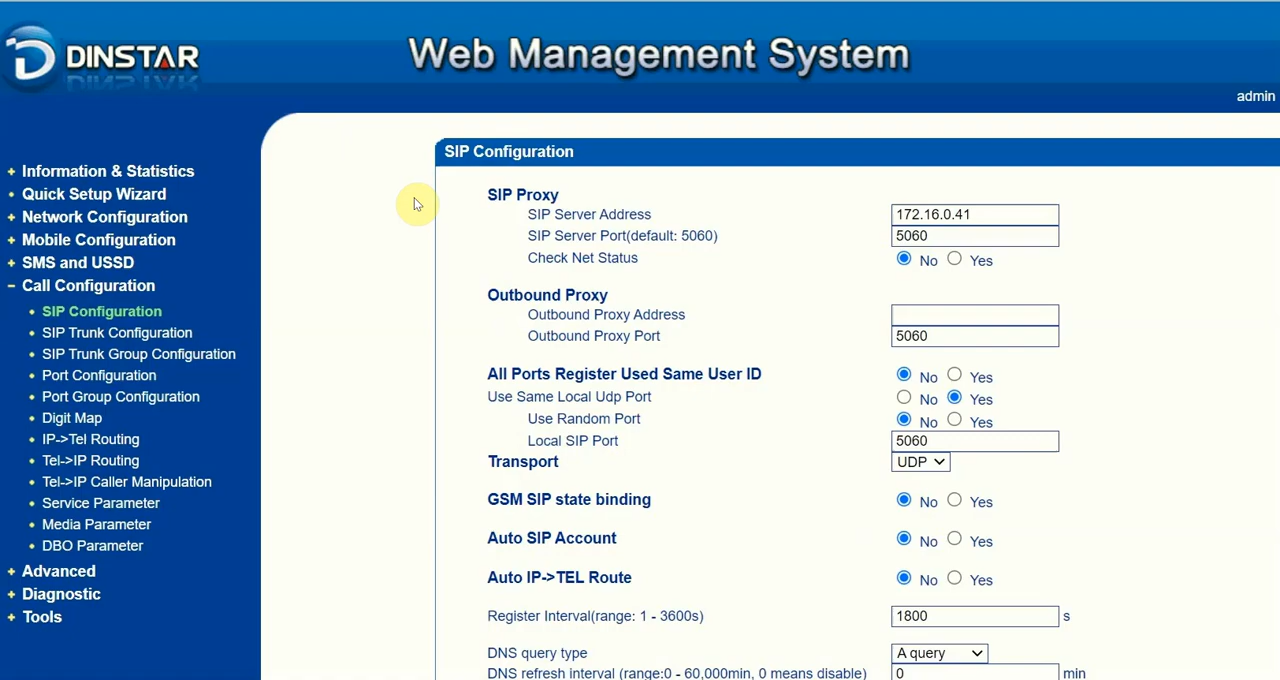 DINSTAR
Web Management System
admin
Information & Statistics
Quick Setup Wizard
Network Configuration
Mobile Configuration
SMS and USSD
Call Configuration
SIP Configuration
SIP Trunk Configuration
SIP Trunk Group Configuration
Port Configuration
Port Group Configuration
Digit Map
IP->Tel Routing
Tel->IP Routing
Tel->IP Caller Manipulation
Service Parameter
Media Parameter
DBO Parameter
Advanced
Diagnostic
Tools
SIP Configuration
SIP Proxy
SIP Server Address 172.16.0.41
SIP Server Port(default: 5060) 5060
Check Net Status No Yes
Outbound Proxy
Outbound Proxy Address
Outbound Proxy Port 5060
All Ports Register Used Same User ID No Yes
Use Same Local Udp Port No Yes
Use Random Port No Yes
Local SIP Port 5060
Transport UDP
GSM SIP state binding No Yes
Auto SIP Account No Yes
Auto IP->TEL Route No Yes
Register Interval(range: 1 - 3600s) 1800 s
DNS query type A query
DNS refresh interval (range:0 - 60,000min, 0 means disable) 0 min